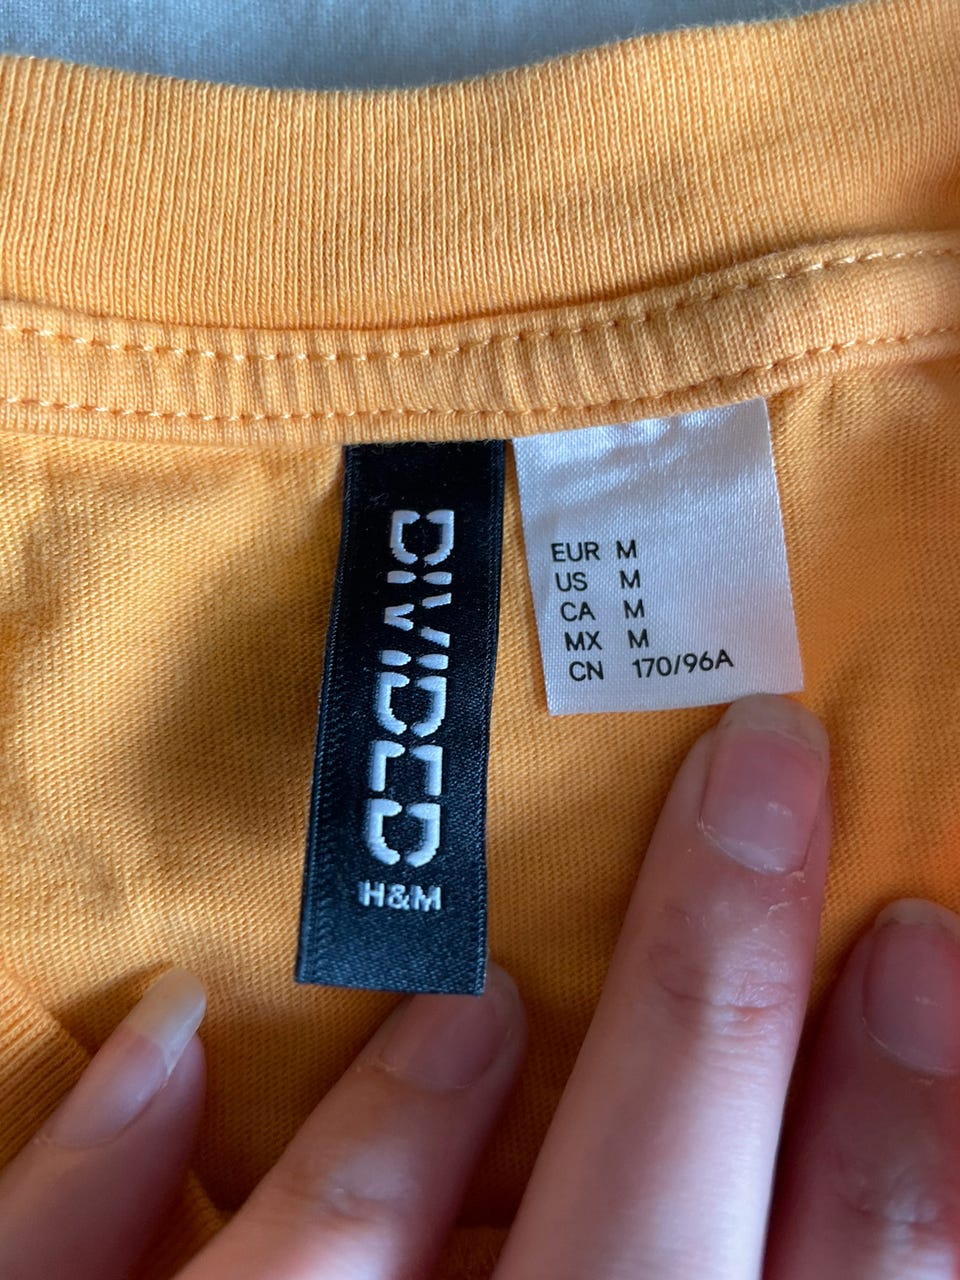 DIVIDED
H&M
EUR M
US M
CA M
MX M
CN 170/96A